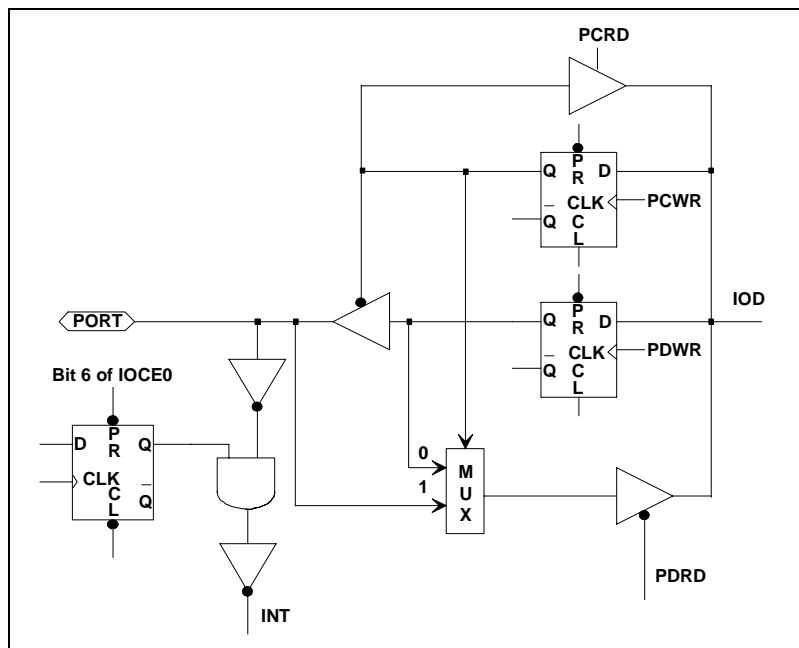 PCRD
Q P R D
CLK
Q C L
PCWR
IOD
PORT
Q P R D
CLK
Q C L
PDWR
Bit 6 of IOCE0
D P R Q
CLK
C L Q
0
1
M U X
PDRD
INT